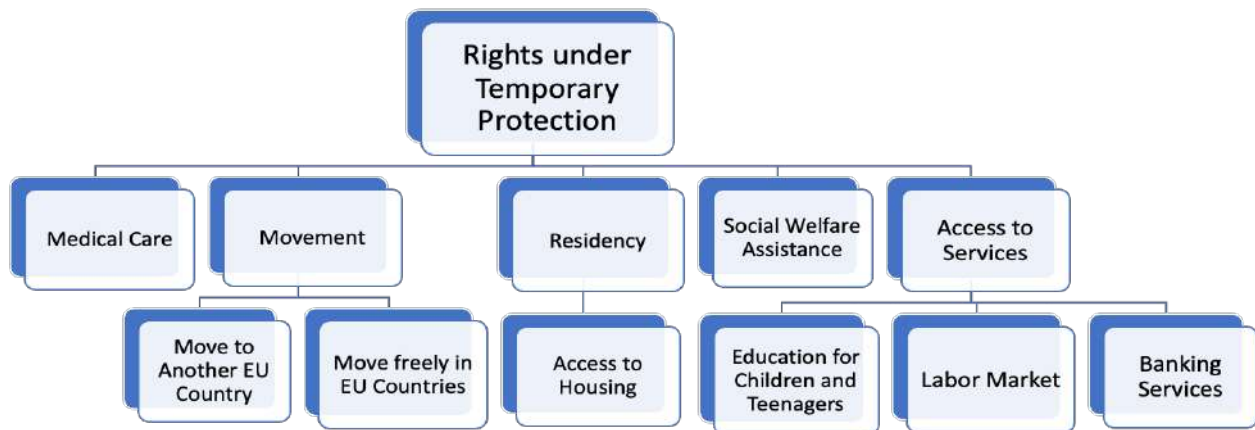 Rights under
Temporary
Protection
Medical Care
Movement
Residency
Social Welfare
Assistance
Access to
Services
Move to
Another EU
Country
Move freely in
EU Countries
Access to
Housing
Education for
Children and
Teenagers
Labor Market
Banking
Services